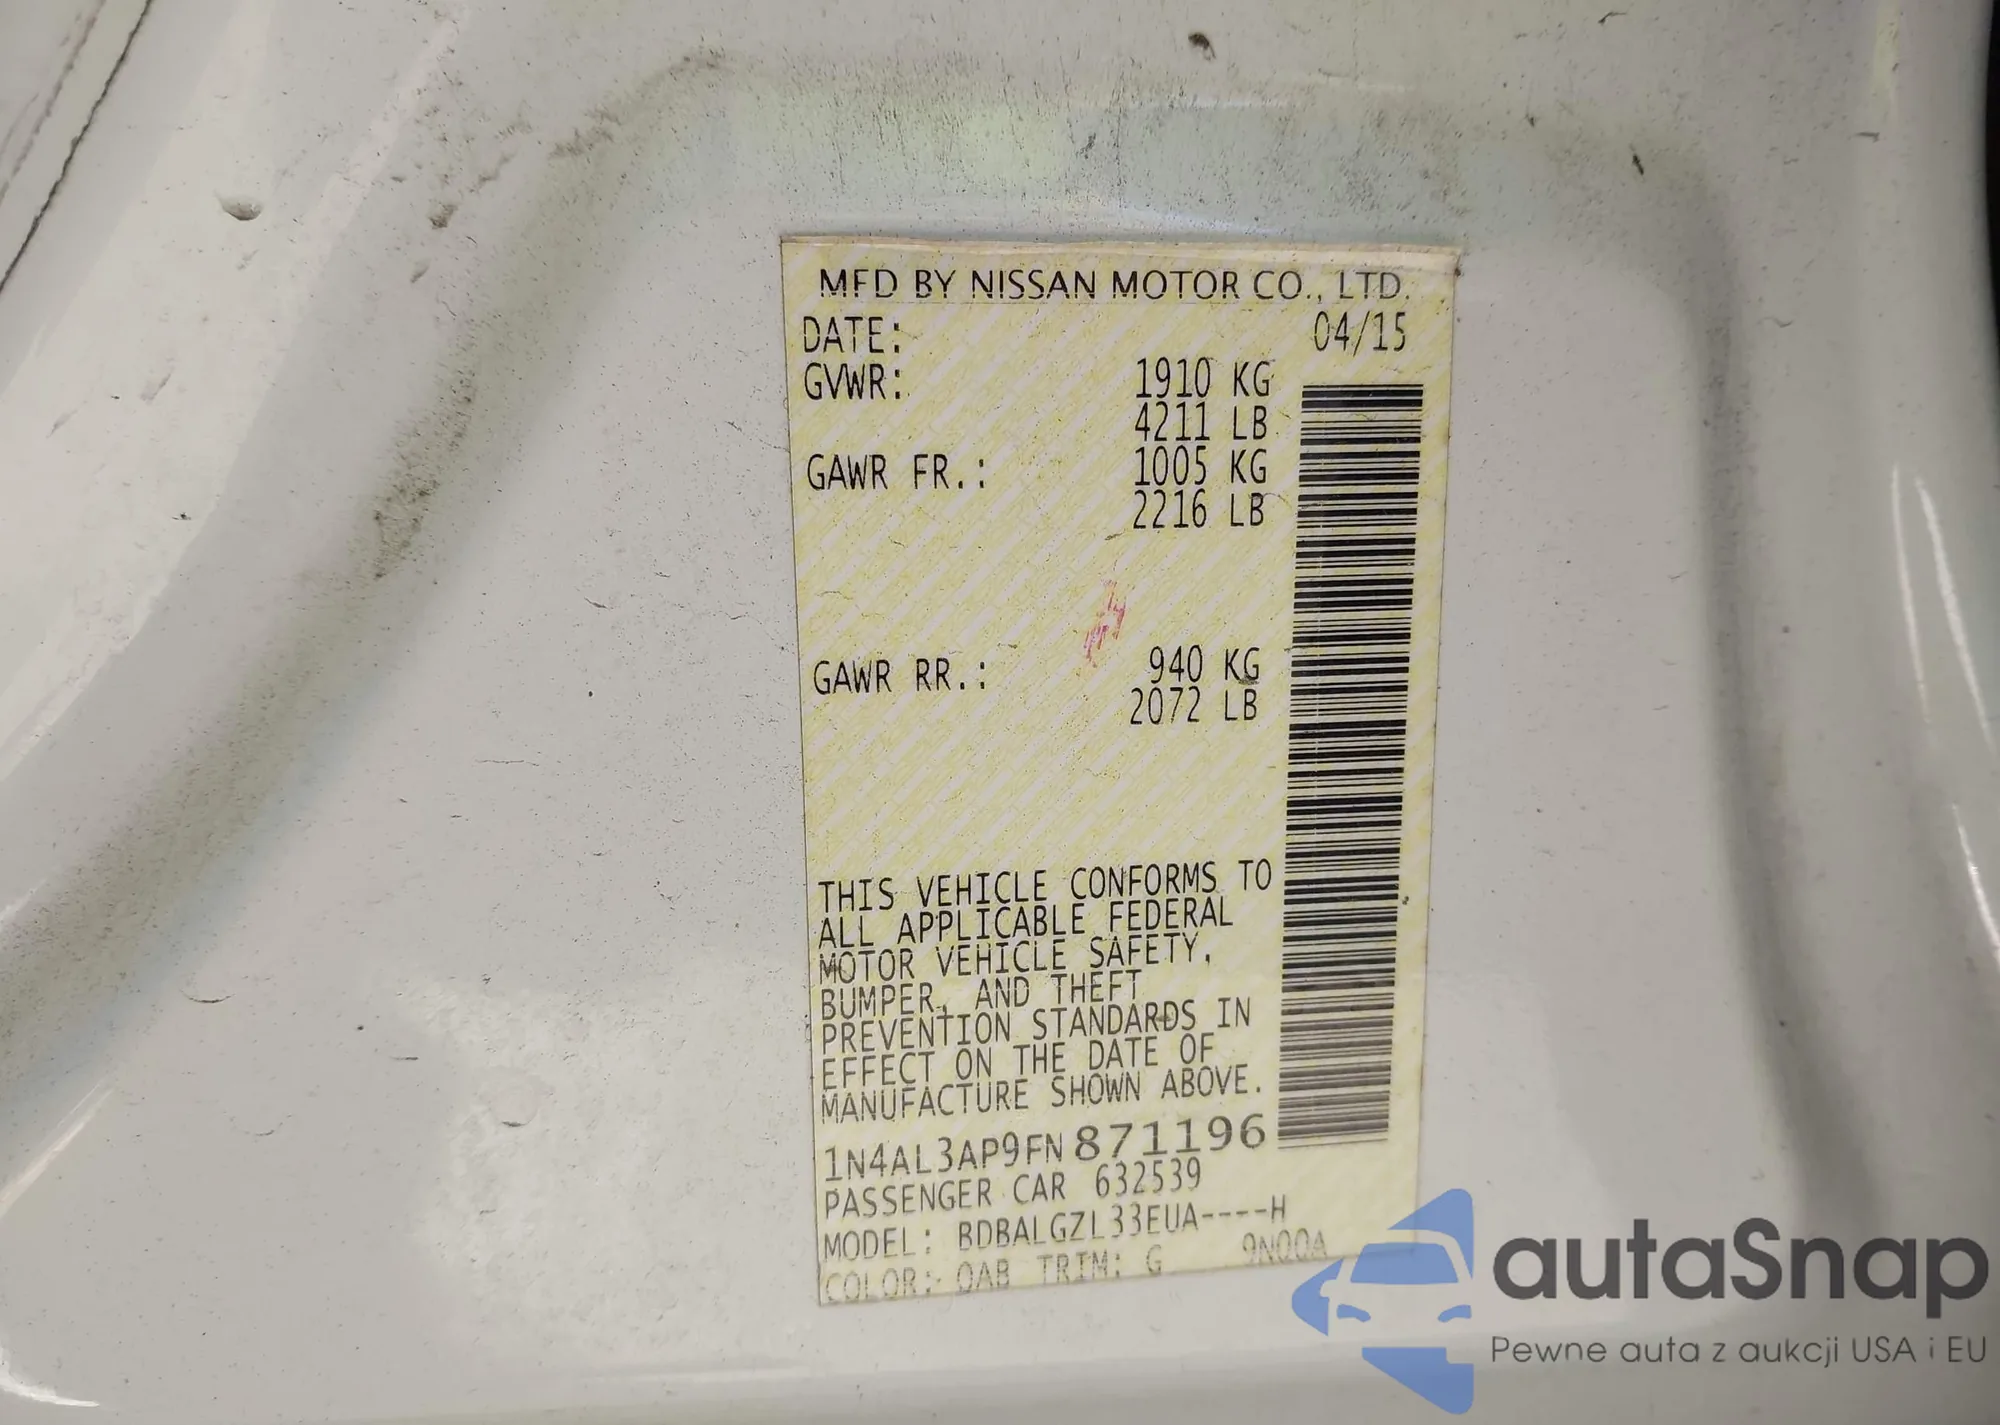 MFD BY NISSAN MOTOR CO., LTD.
DATE: 04/15
GVWR: 1910 KG
4211 LB
GAWR FR.: 1005 KG
2216 LB
GAWR RR.: 940 KG
2072 LB
THIS VEHICLE CONFORMS TO
ALL APPLICABLE FEDERAL
MOTOR VEHICLE SAFETY,
BUMPER, AND THEFT
PREVENTION STANDARDS IN
EFFECT ON THE DATE OF
MANUFACTURE SHOWN ABOVE.
1N4AL3AP9FN871196
PASSENGER CAR 632539
MODEL: BDBALGZL33EUA----H
COLOR: QAB TRIM: G 9N00A
autaSnap
Pewne auta z aukcji USA i EU